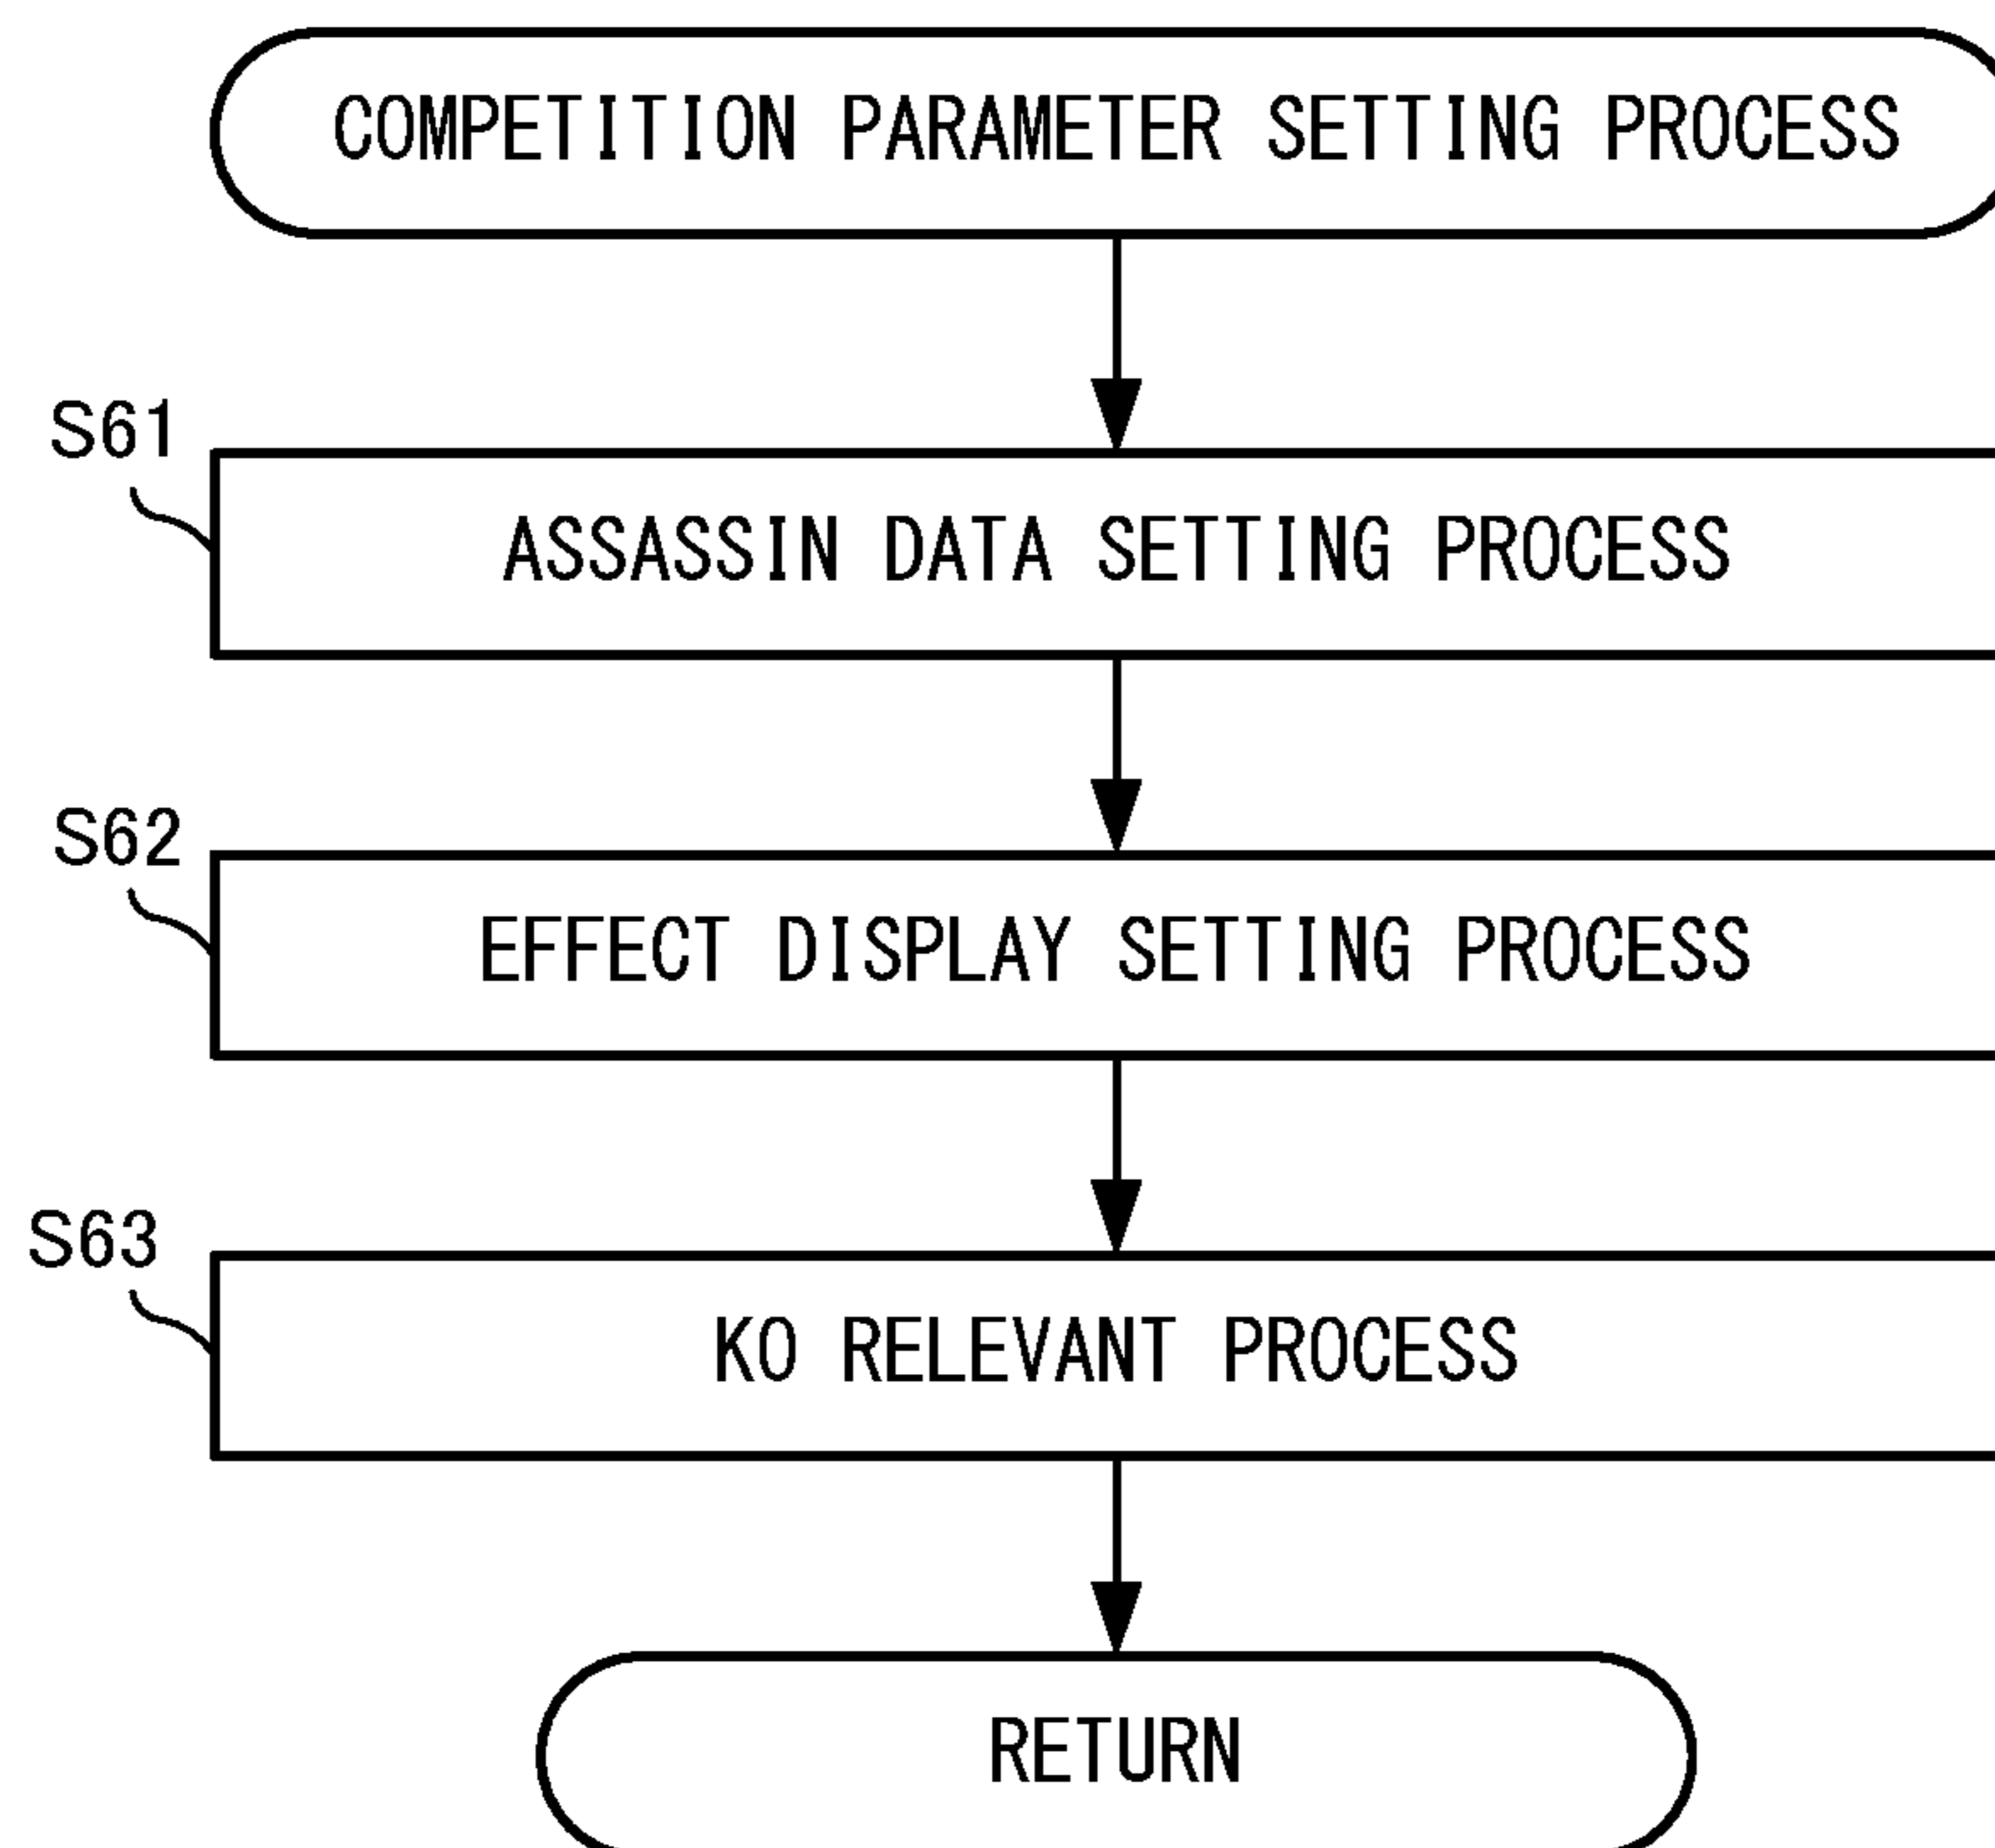 COMPETITION PARAMETER SETTING PROCESS
S61
ASSASSIN DATA SETTING PROCESS
S62
EFFECT DISPLAY SETTING PROCESS
S63
KO RELEVANT PROCESS
RETURN